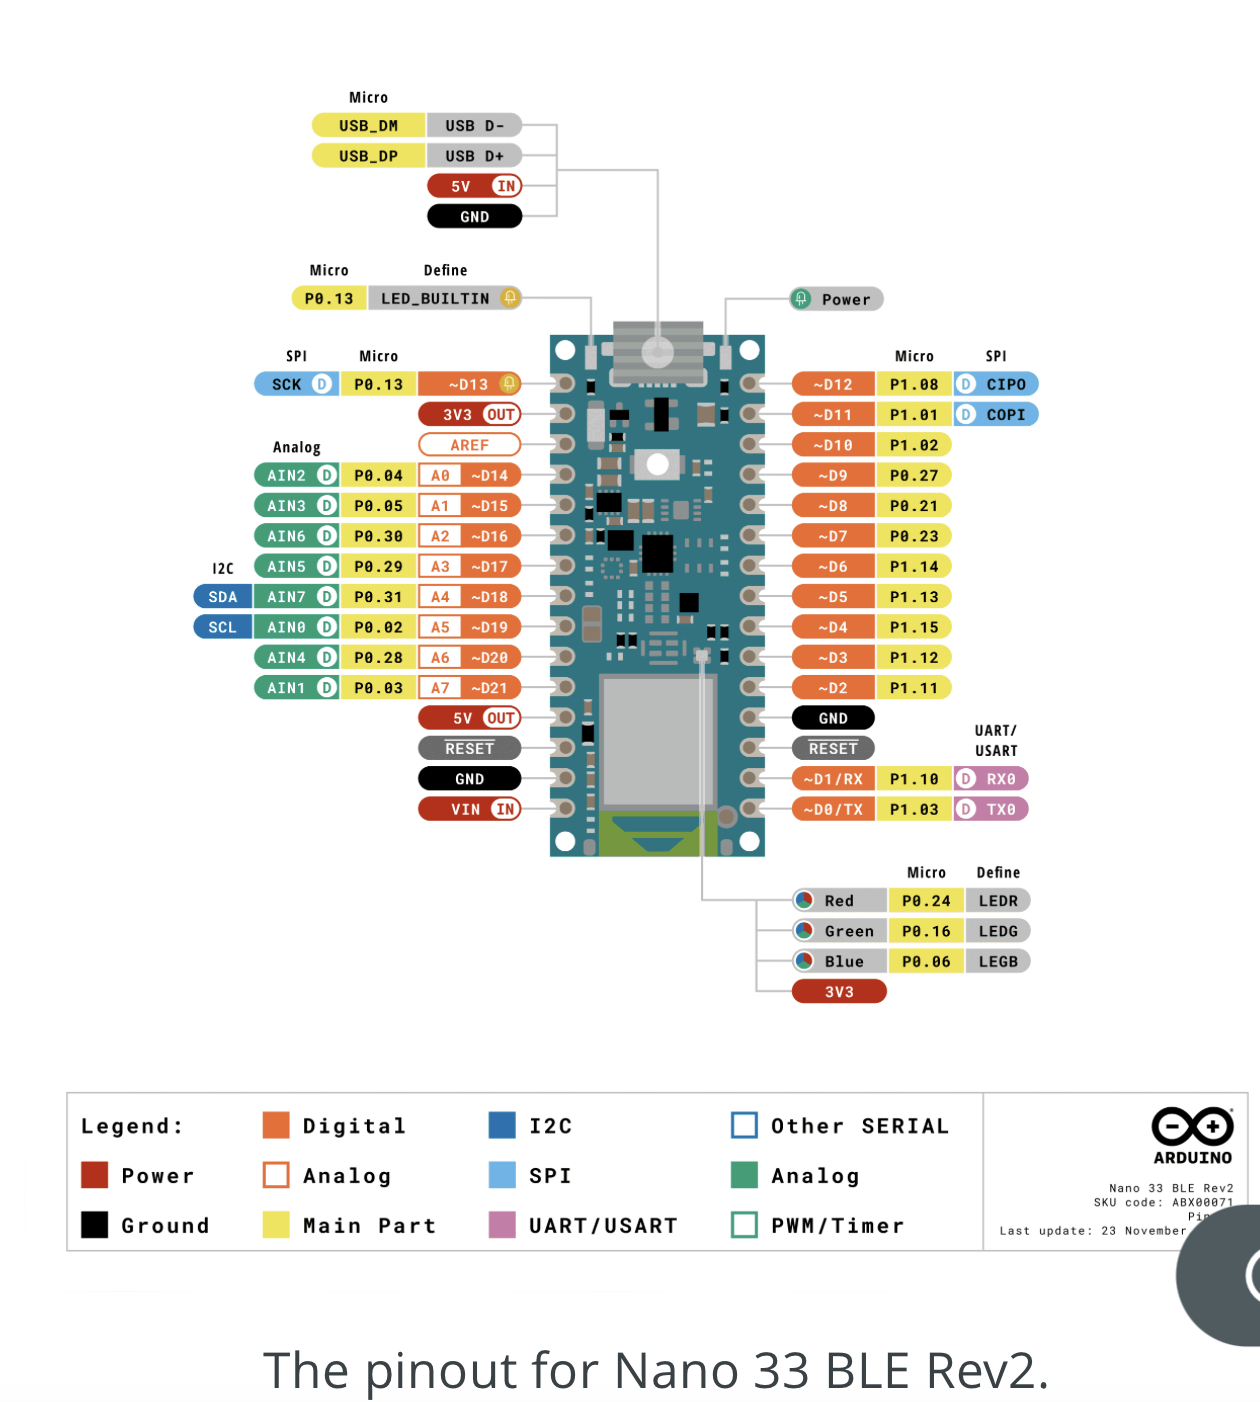 Micro
USB_DM USB D-
USB_DP USB D+
5V IN
GND
Micro Define
P0.13 LED_BUILTIN
Power
SPI Micro
SCK D P0.13 ~D13
3V3 OUT
AREF
Analog
AIN2 D P0.04 A0 ~D14
AIN3 D P0.05 A1 ~D15
AIN6 D P0.30 A2 ~D16
AIN5 D P0.29 A3 ~D17
I2C
SDA AIN7 D P0.31 A4 ~D18
SCL AIN0 D P0.02 A5 ~D19
AIN4 D P0.28 A6 ~D20
AIN1 D P0.03 A7 ~D21
5V OUT
RESET
GND
VIN IN
Micro SPI
~D12 P1.08 D CIPO
~D11 P1.01 D COPI
~D10 P1.02
~D9 P0.27
~D8 P0.21
~D7 P0.23
~D6 P1.14
~D5 P1.13
~D4 P1.15
~D3 P1.12
~D2 P1.11
GND
UART/
USART
RESET
~D1/RX P1.10 D RX0
~D0/TX P1.03 D TX0
Micro Define
Red P0.24 LEDR
Green P0.16 LEDG
Blue P0.06 LEGB
3V3
Legend: Digital I2C Other SERIAL
Power Analog SPI Analog
Ground Main Part UART/USART PWM/Timer
ARDUINO
Nano 33 BLE Rev2
SKU code: ABX00071
Last update: 23 November
The pinout for Nano 33 BLE Rev2.